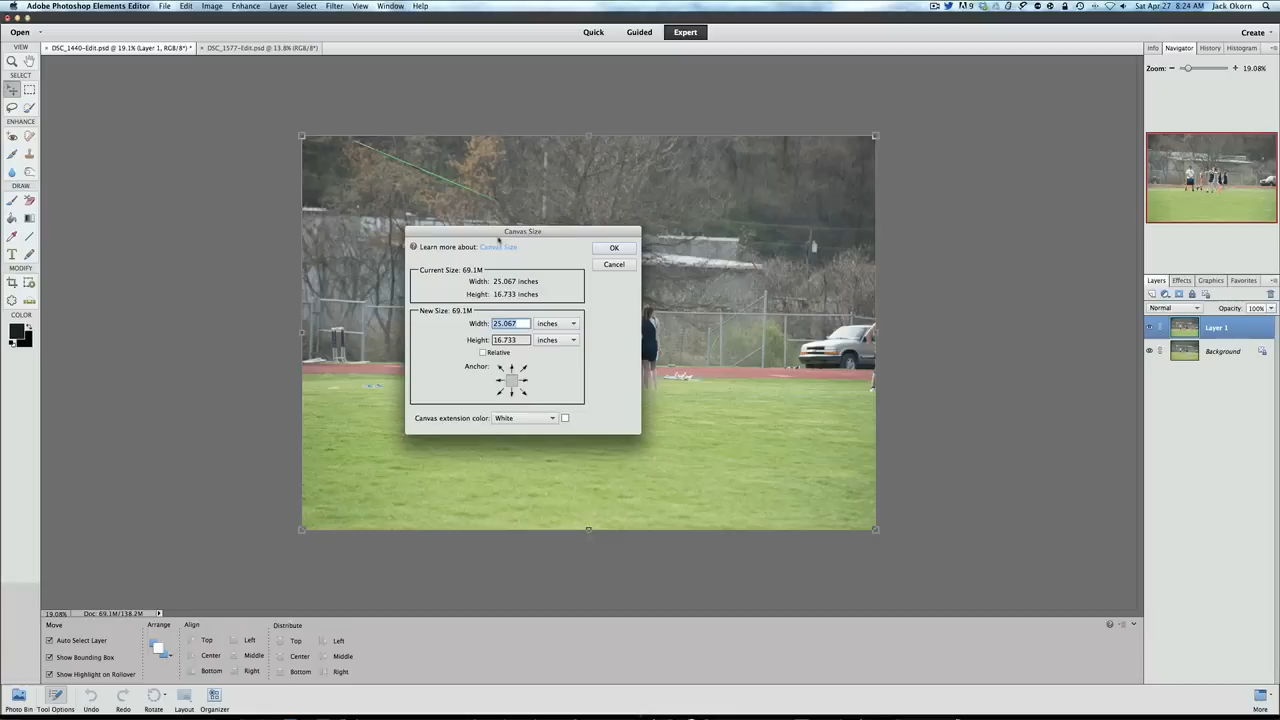 Adobe Photoshop Elements Editor File Edit Image Enhance Layer Select Filter View Window Help
9 Sat Apr 27 8:24 AM Jack Okorn
Open Quick Guided Expert Create
VIEW × DSC_1440-Edit.psd @ 19.1% (Layer 1, RGB/8*) * × DSC_1577-Edit.psd @ 13.8% (RGB/8*) Info Navigator History Histogram
Zoom: 19.08%
SELECT
ENHANCE
DRAW
MODIFY
Canvas Size
Learn more about: Canvas Size OK
Cancel
Current Size: 69.1M
Width: 25.067 inches
Height: 16.733 inches
New Size: 69.1M
Width: 25.067 inches
Height: 16.733 inches
Relative
Anchor:
Canvas extension color: White
Layers Effects Graphics Favorites
Normal Opacity: 100%
Layer 1
Background
19.08% Doc: 69.1M/138.2M
Move Arrange Align Distribute
Auto Select Layer Top Left Top Left
Show Bounding Box Center Middle Center Middle
Show Highlight on Rollover Bottom Right Bottom Right
Photo Bin Tool Options Undo Redo Rotate Layout Organizer More